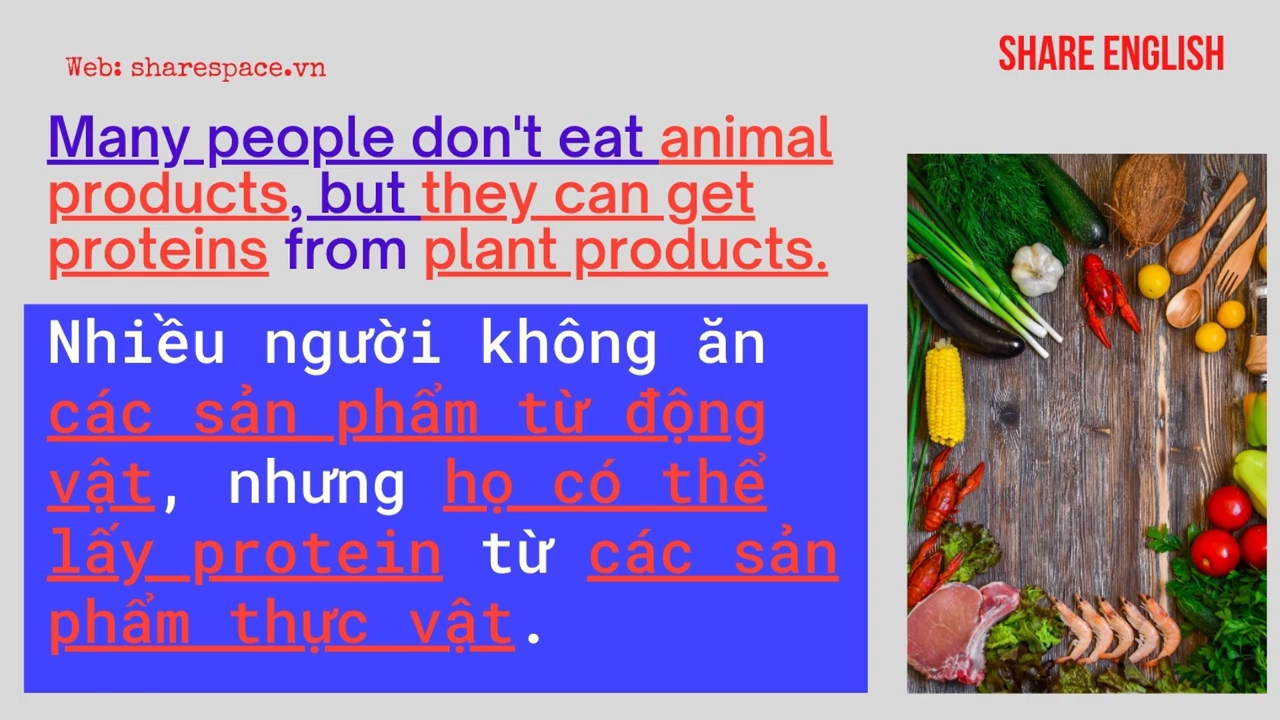 Web: sharespace.vn
SHARE ENGLISH
Many people don't eat animal
products, but they can get
proteins from plant products.
Nhiều người không ăn
các sản phẩm từ động
vật, nhưng họ có thể
lấy protein từ các sản
phẩm thực vật.